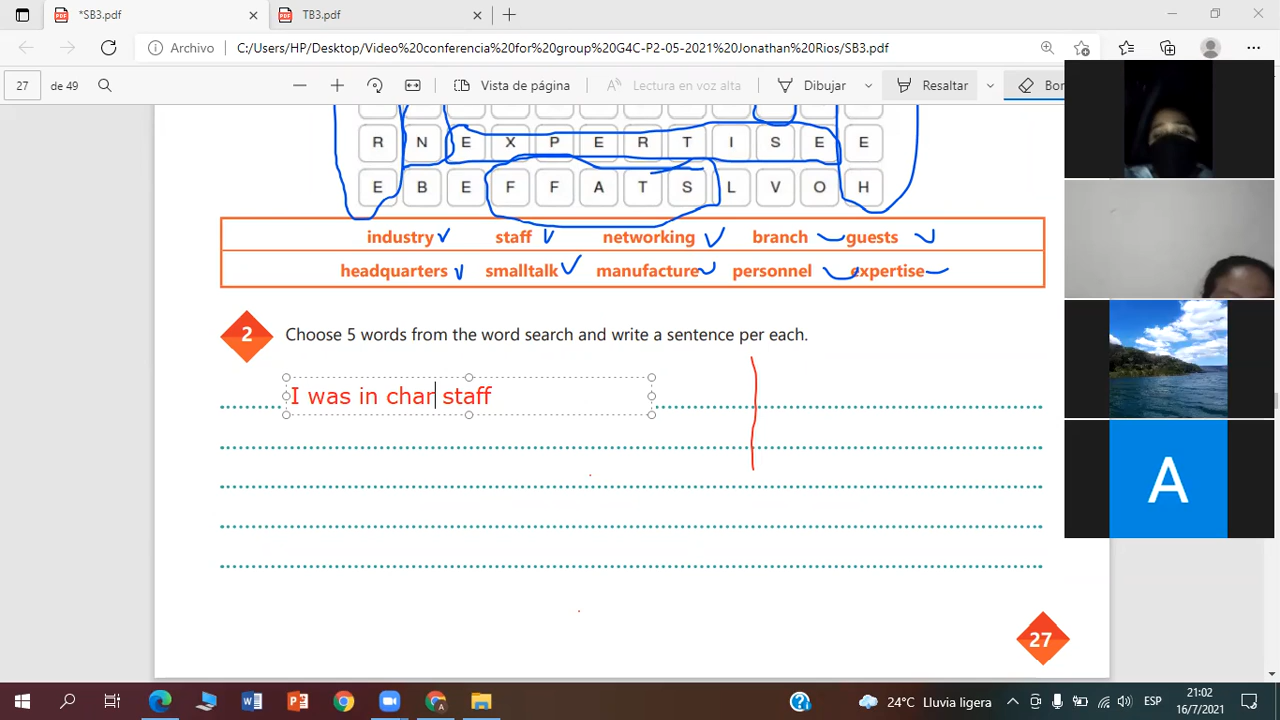 *SB3.pdf
TB3.pdf
Archivo C:/Users/HP/Desktop/Video%20conferencia%20for%20group%20G4C-P2-05-2021%20Jonathan%20Rios/SB3.pdf
27 de 49 Vista de página Lectura en voz alta Dibujar Resaltar Bor
R N E X P E R T I S E E
E B E F F A T S L V O H
industry staff networking branch guests
headquarters smalltalk manufacture personnel expertise
2 Choose 5 words from the word search and write a sentence per each.
I was in char staff
27
A
24°C Lluvia ligera ESP 21:02
16/7/2021